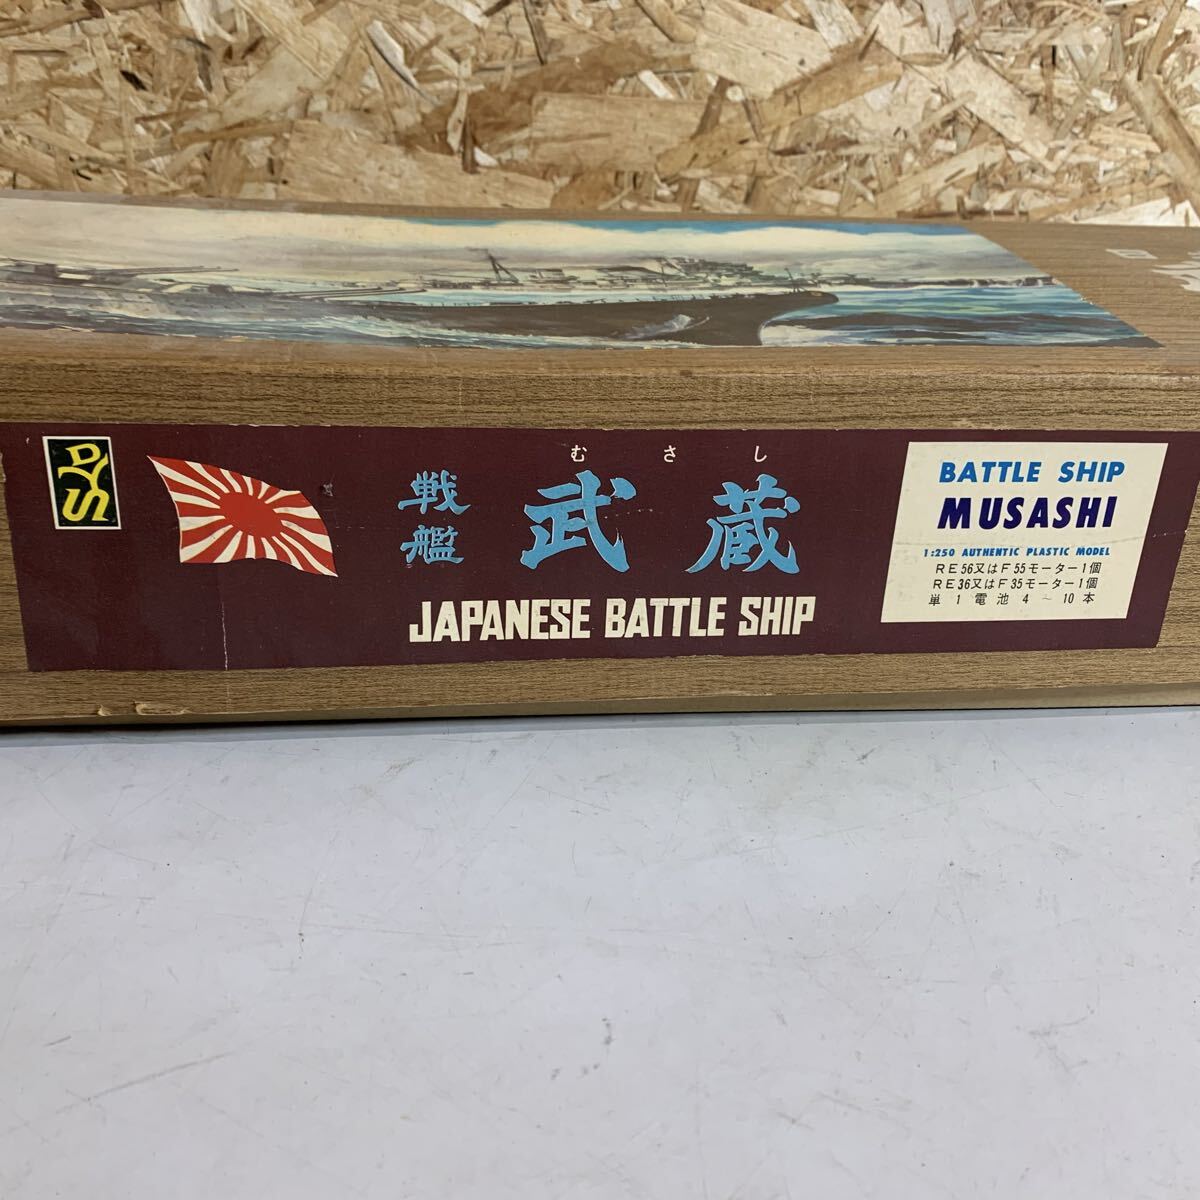 DYS
戦艦
むさし
武蔵
JAPANESE BATTLE SHIP
BATTLE SHIP
MUSASHI
1:250 AUTHENTIC PLASTIC MODEL
RE56又はF55モーター1個
RE36又はF35モーター1個
単1電池4~10本